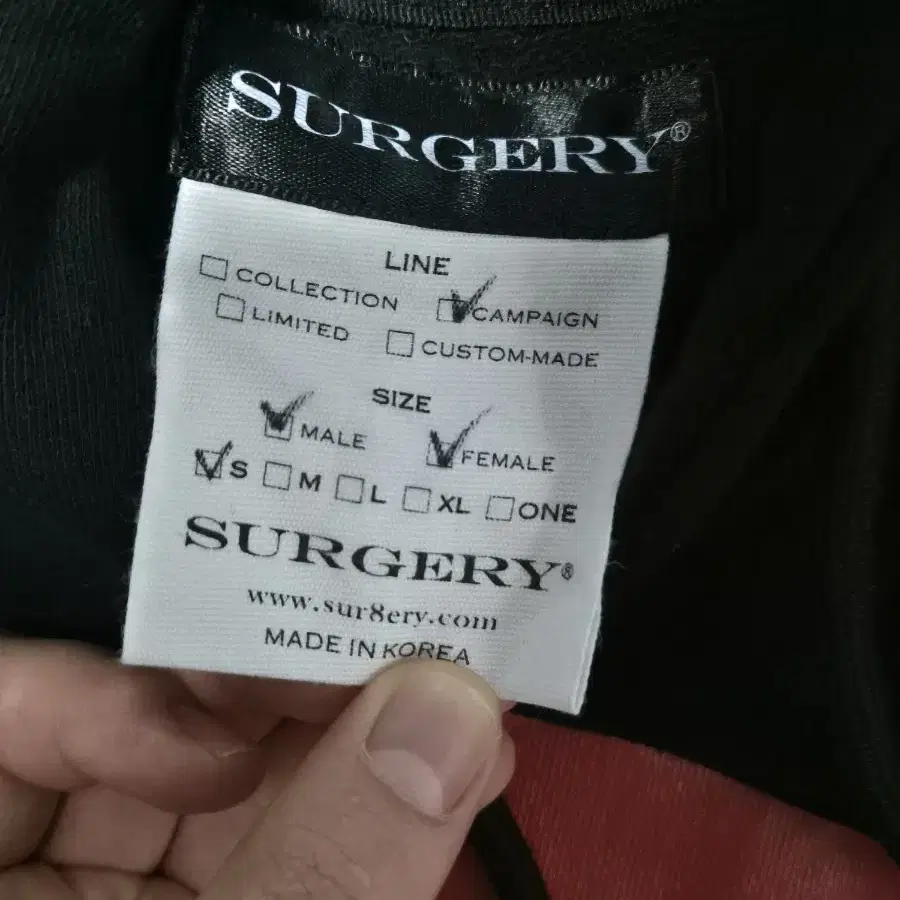 SURGERY®
LINE
☐ COLLECTION ☑ CAMPAIGN
☐ LIMITED ☐ CUSTOM-MADE
SIZE
☑ MALE ☑ FEMALE
☑ S ☐ M ☐ L ☐ XL ☐ ONE
SURGERY®
www.sur8ery.com
MADE IN KOREA